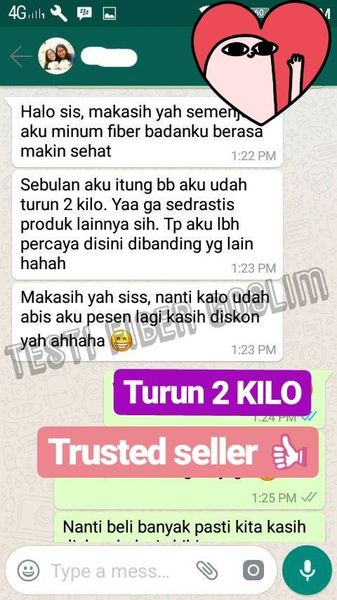 4G
Halo sis, makasih yah semenj
aku minum fiber badanku berasa
makin sehat
1:22 PM
Sebulan aku itung bb aku udah
turun 2 kilo. Yaa ga sedrastis
produk lainnya sih. Tp aku lbh
percaya disini dibanding yg lain
hahah
1:23 PM
Makasih yah siss, nanti kalo udah
abis aku pesen lagi kasih diskon
yah ahhaha 😁
1:23 PM
TESTI FIBER GOOLIM
Turun 2 KILO
1:24 PM
Trusted seller 👍
1:25 PM
Nanti beli banyak pasti kita kasih
Type a mess...